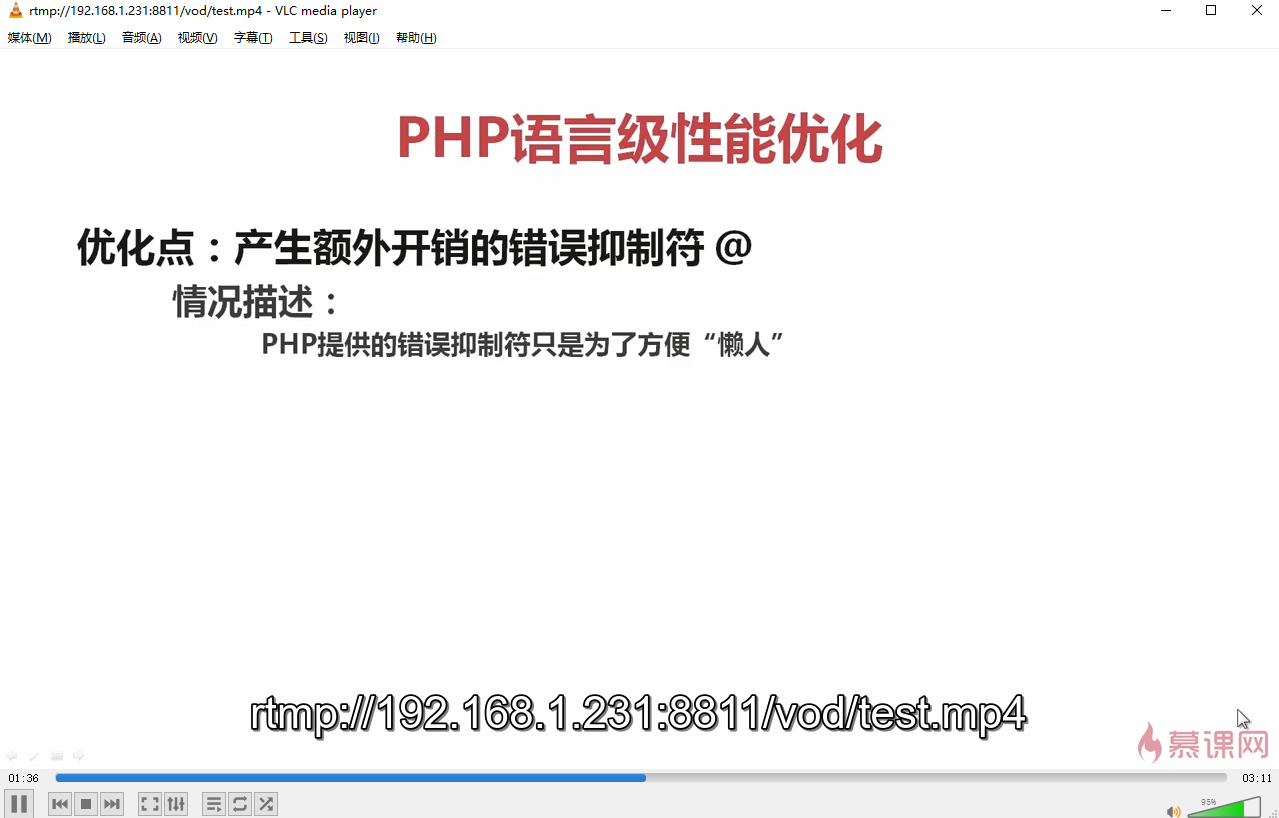 rtmp://192.168.1.231:8811/vod/test.mp4 - VLC media player
媒体(M) 播放(L) 音频(A) 视频(V) 字幕(T) 工具(S) 视图(I) 帮助(H)
PHP语言级性能优化
优化点：产生额外开销的错误抑制符 @
情况描述：
PHP提供的错误抑制符只是为了方便“懒人”
rtmp://192.168.1.231:8811/vod/test.mp4
慕课网
01:36 03:11
95%